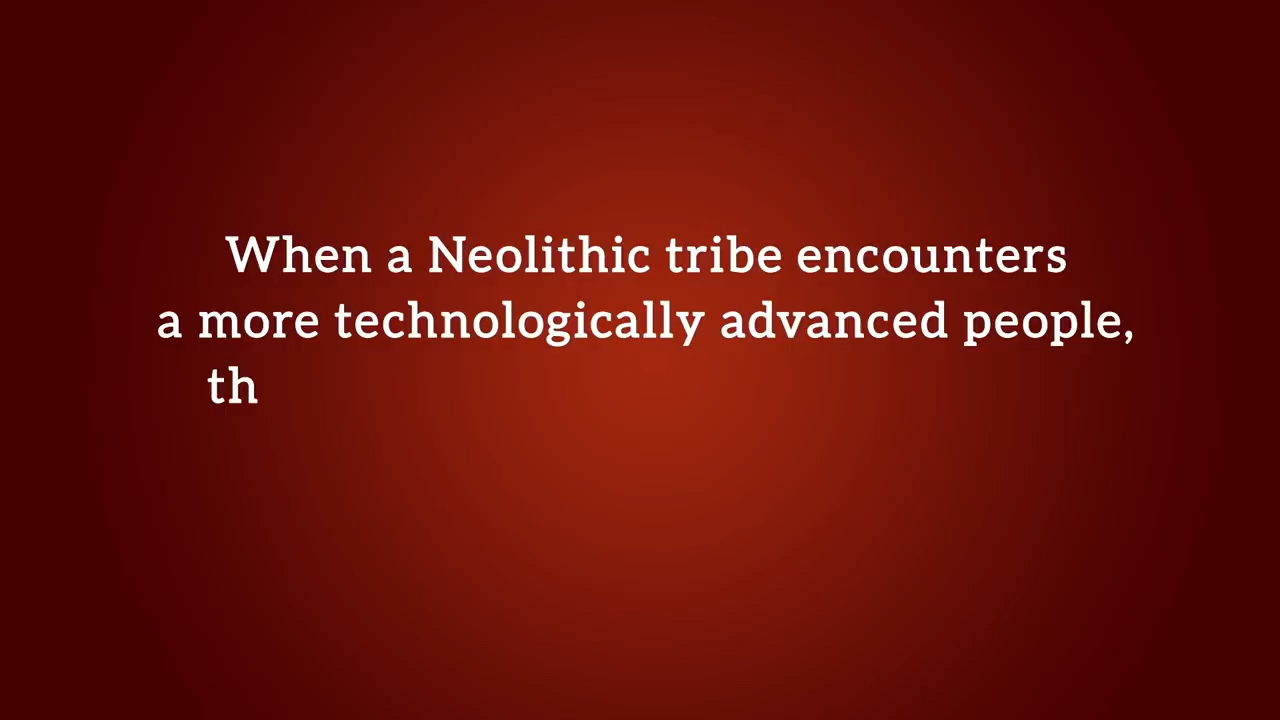 When a Neolithic tribe encounters
a more technologically advanced people,
th